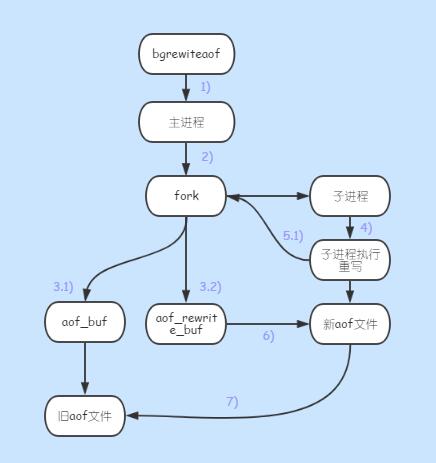 bgrewiteaof
1)
主进程
2)
fork
子进程
4)
5.1)
子进程执行
重写
3.1)
3.2)
aof_buf
aof_rewrit
e_buf
6)
新aof文件
7)
旧aof文件